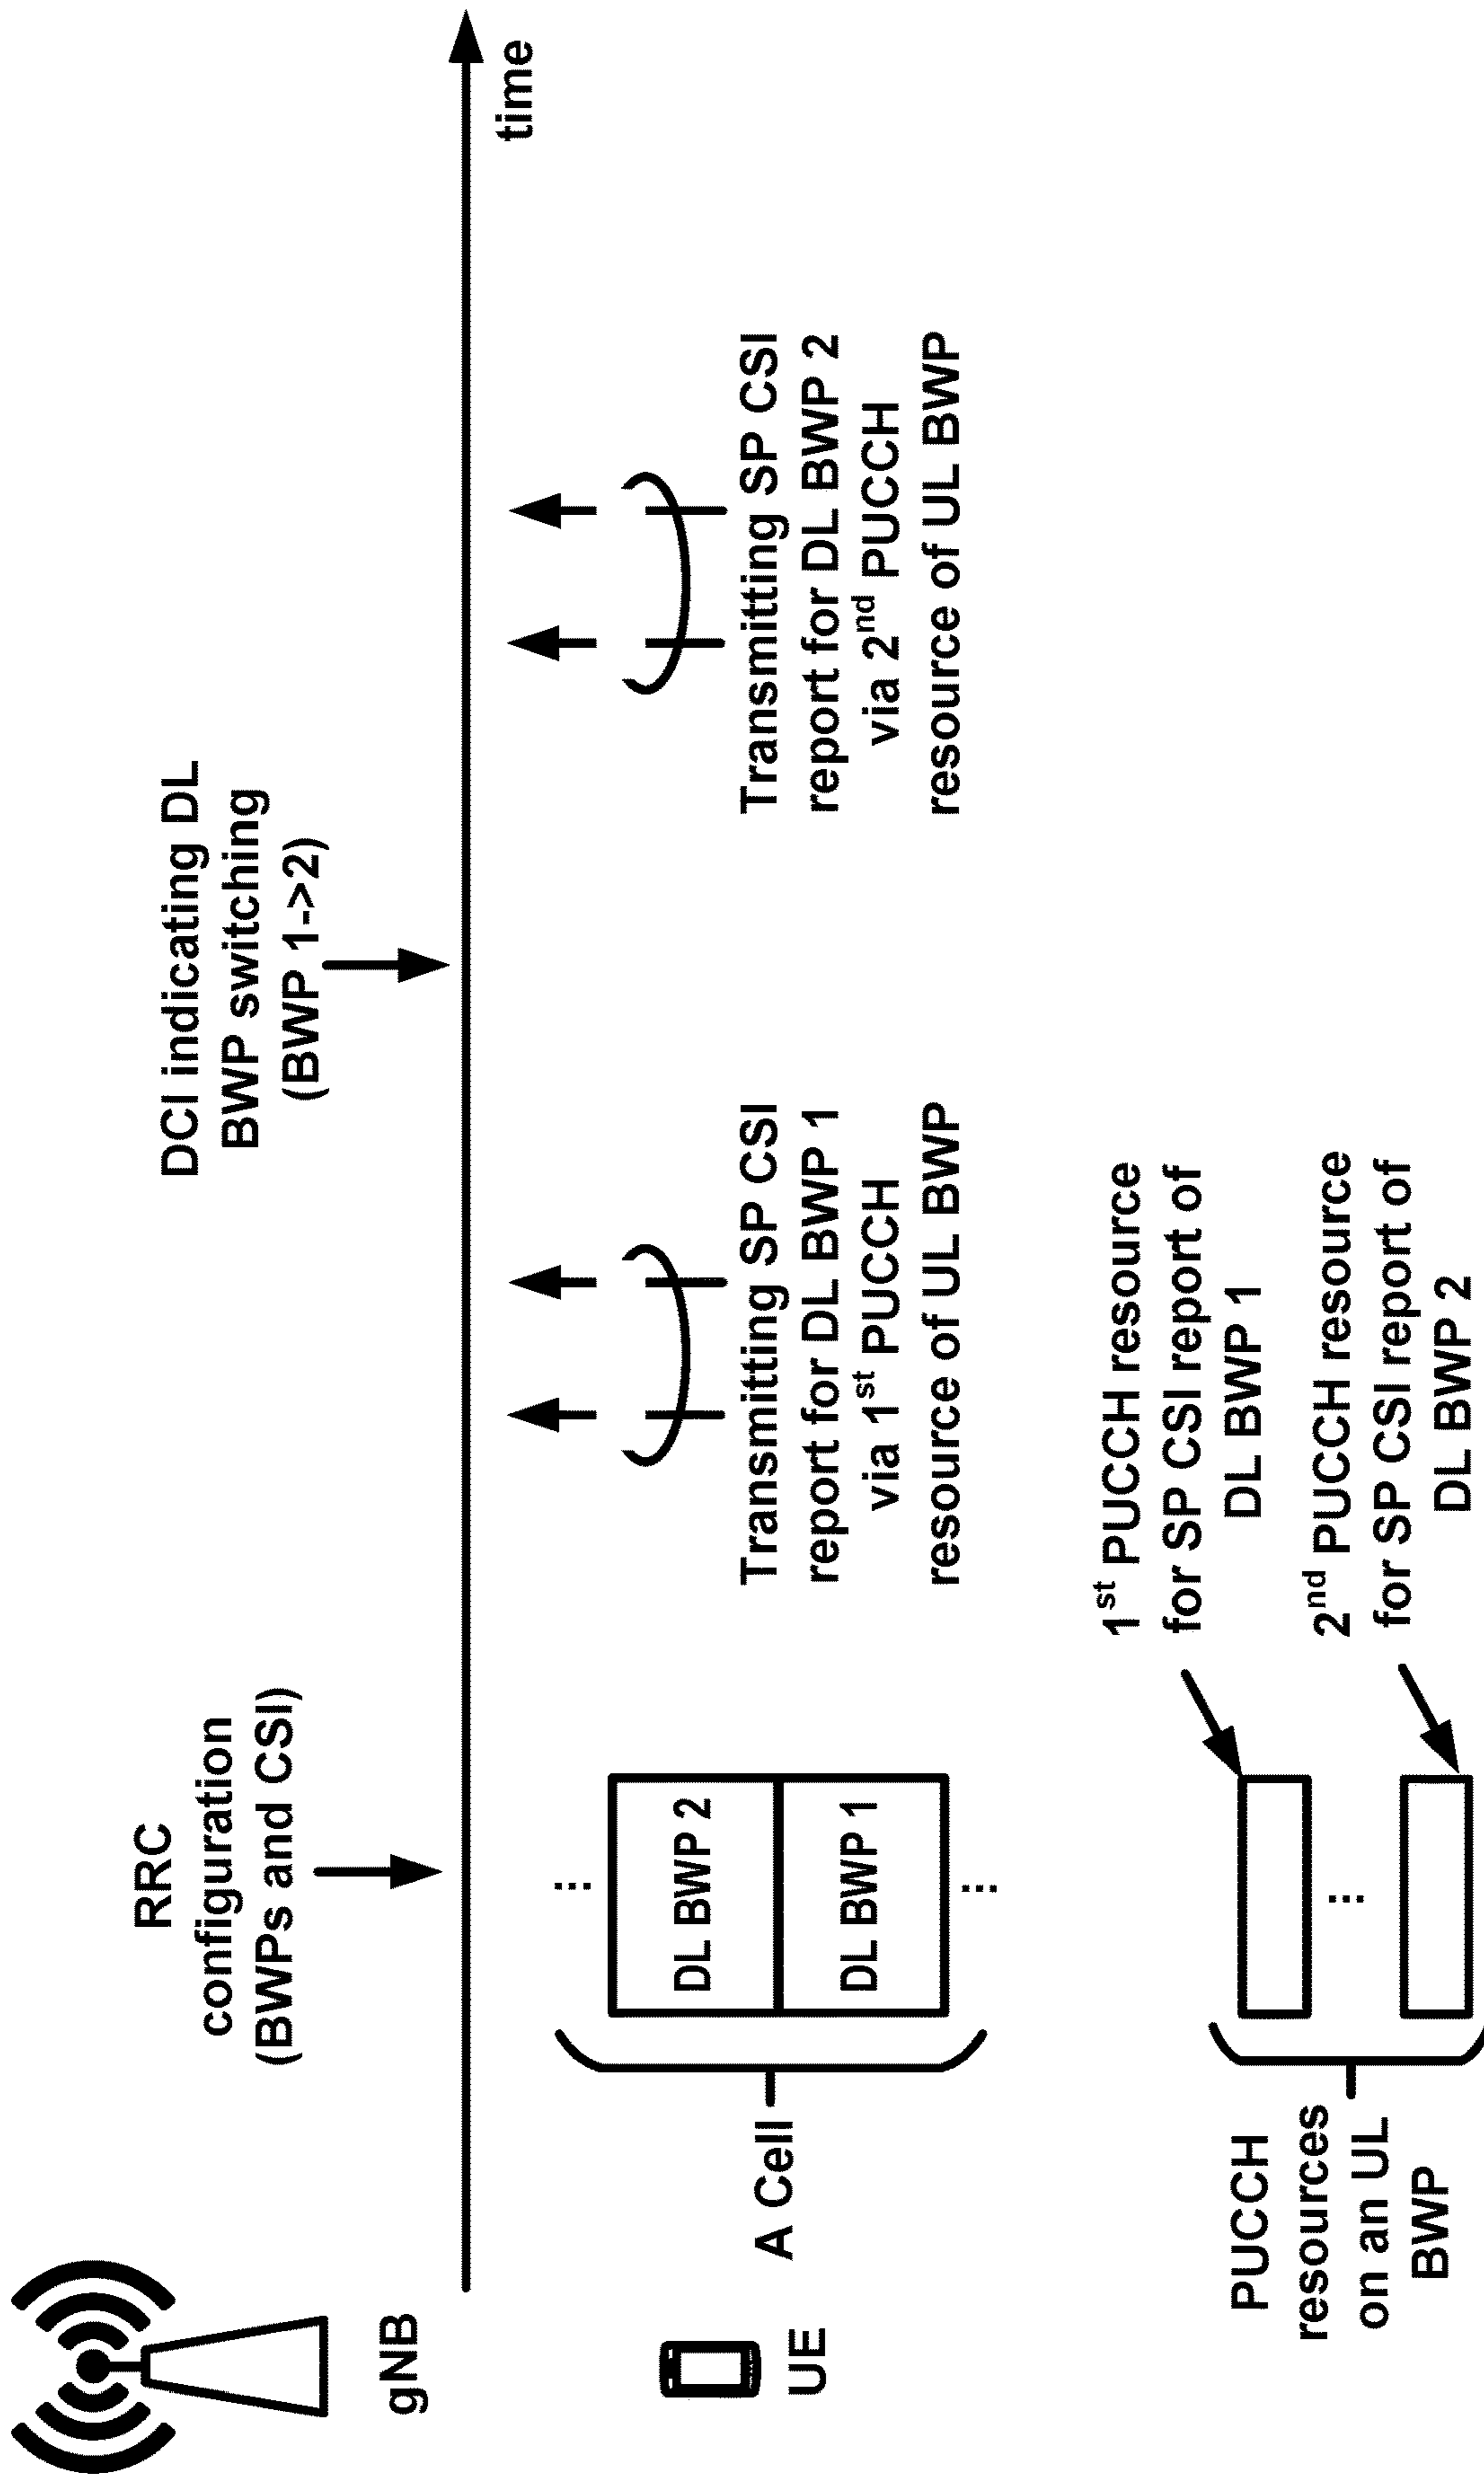 gNB
RRC
configuration
(BWPs and CSI)
DCI indicating DL
BWP switching
(BWP 1->2)
time
UE
A Cell
⋮
DL BWP 2
DL BWP 1
⋮
Transmitting SP CSI
report for DL BWP 1
via 1st PUCCH
resource of UL BWP
Transmitting SP CSI
report for DL BWP 2
via 2nd PUCCH
resource of UL BWP
PUCCH
resources
on an UL
BWP
⋮
1st PUCCH resource
for SP CSI report of
DL BWP 1
2nd PUCCH resource
for SP CSI report of
DL BWP 2